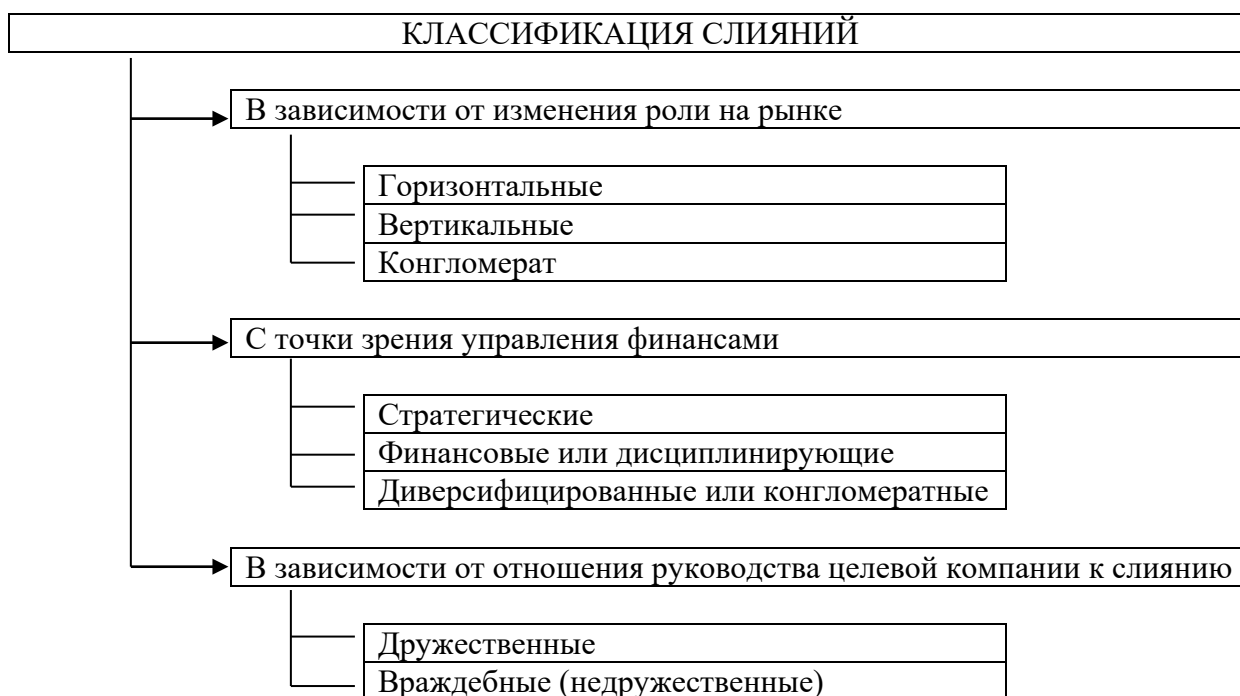 КЛАССИФИКАЦИЯ СЛИЯНИЙ
В зависимости от изменения роли на рынке
Горизонтальные
Вертикальные
Конгломерат
С точки зрения управления финансами
Стратегические
Финансовые или дисциплинирующие
Диверсифицированные или конгломератные
В зависимости от отношения руководства целевой компании к слиянию
Дружественные
Враждебные (недружественные)